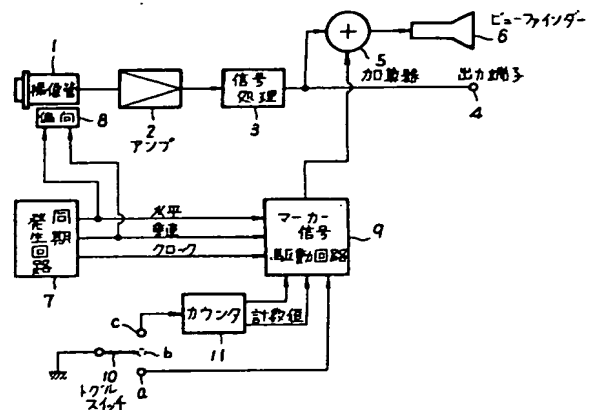 1
撮像管
偏向
8
2
アンプ
信号
処理
3
5
加算器
ビューファインダー
6
出力端子
4
同期
発生
回路
7
水平
垂直
クロック
マーカー
信号
駆動回路
9
カウンタ
計数値
11
c
b
10
a
トグル
スイッチ